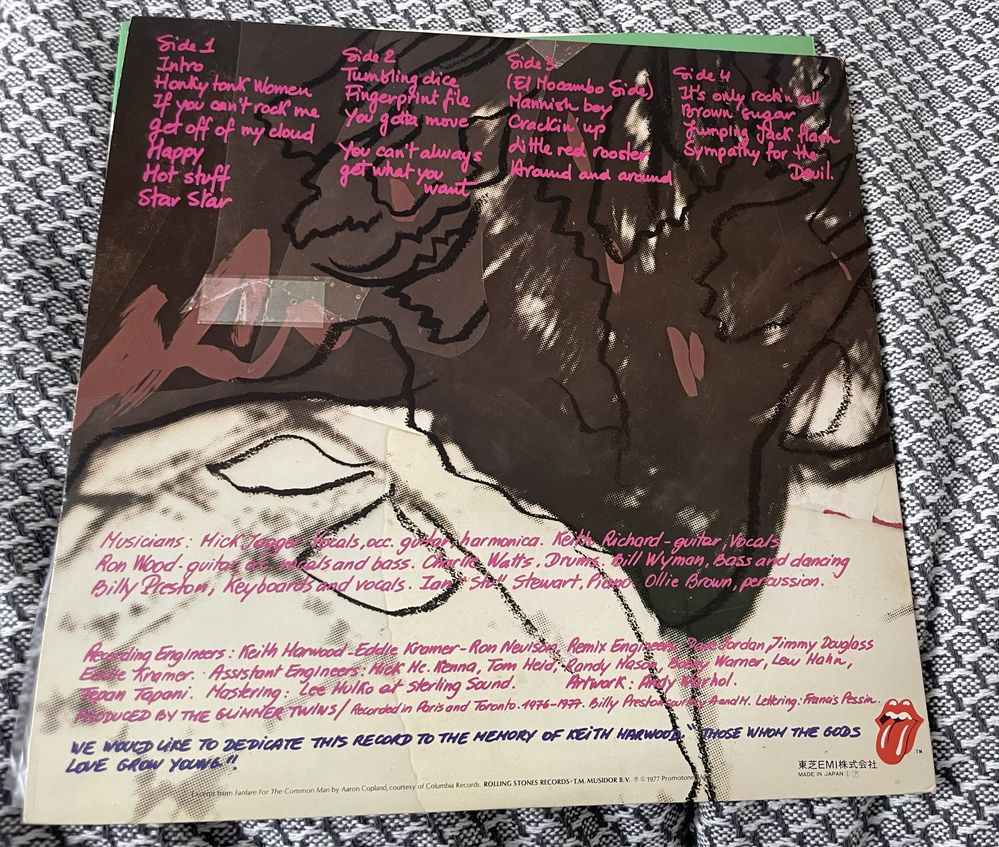 Side 1
Intro
Honky tonk Women
If you can't rock me
Get off of my cloud
Happy
Hot stuff
Star Star
Side 2
Tumbling dice
Fingerprint file
You gotta move
You can't always
get what you
want
Side 3
(El Mocambo Side)
Mannish boy
Crackin' up
Little red rooster
Around and around
Side 4
It's only rock'n roll
Brown sugar
Jumping Jack flash
Sympathy for the
Devil.
Musicians: Mick Jagger Vocals, occ. guitar, harmonica. Keith Richard-guitar, Vocals
Ron Wood-guitar, vocals and bass. Charlie Watts, Drums, Bill Wyman, Bass and dancing
Billy Preston, Keyboards and vocals. Ian Stu Stewart, Piano Ollie Brown, percussion.
Recording Engineers: Keith Harwood-Eddie Kramer-Ron Nevison, Remix Engineers: Dave Jordan, Jimmy Douglass
Eddie Kramer. Assistant Engineers: Mick Mc. Kenna, Tom Heid, Randy Mason, Bobby Warner, Lew Hahn,
Teran Tapani. Mastering: Lee Hulko at sterling Sound. Artwork: Andy Warhol.
PRODUCED BY THE GLIMMER TWINS/Recorded in Paris and Toronto. 1976-1977. Billy Preston courtesy A and M. Lettering: Francis Pessin.
WE WOULD LIKE TO DEDICATE THIS RECORD TO THE MEMORY OF KEITH HARWOOD. "THOSE WHOM THE GODS
LOVE GROW YOUNG."
TM
東芝EMI株式会社
MADE IN JAPAN
Excerpt from Fanfare For The Common Man by Aaron Copland, courtesy of Columbia Records. ROLLING STONES RECORDS·T.M. MUSIDOR B.V. ℗ © 1977 Promotone